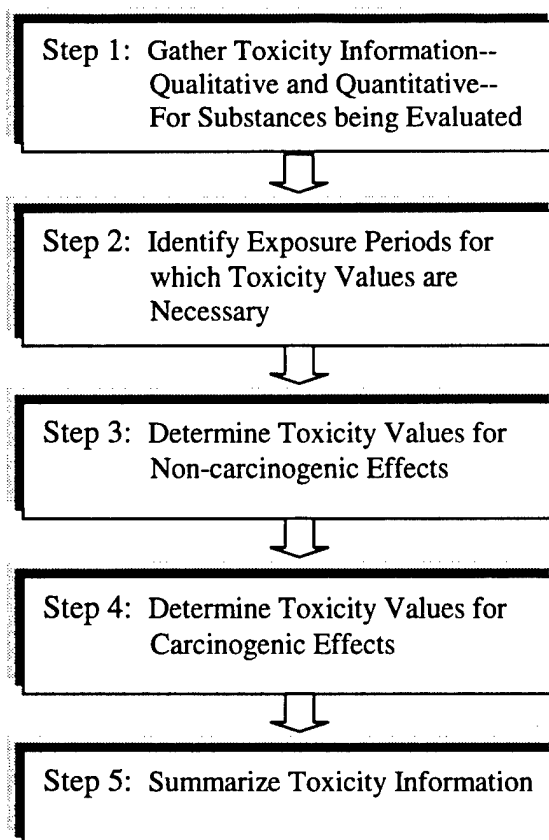 Step 1: Gather Toxicity Information--
Qualitative and Quantitative--
For Substances being Evaluated
Step 2: Identify Exposure Periods for
which Toxicity Values are
Necessary
Step 3: Determine Toxicity Values for
Non-carcinogenic Effects
Step 4: Determine Toxicity Values for
Carcinogenic Effects
Step 5: Summarize Toxicity Information